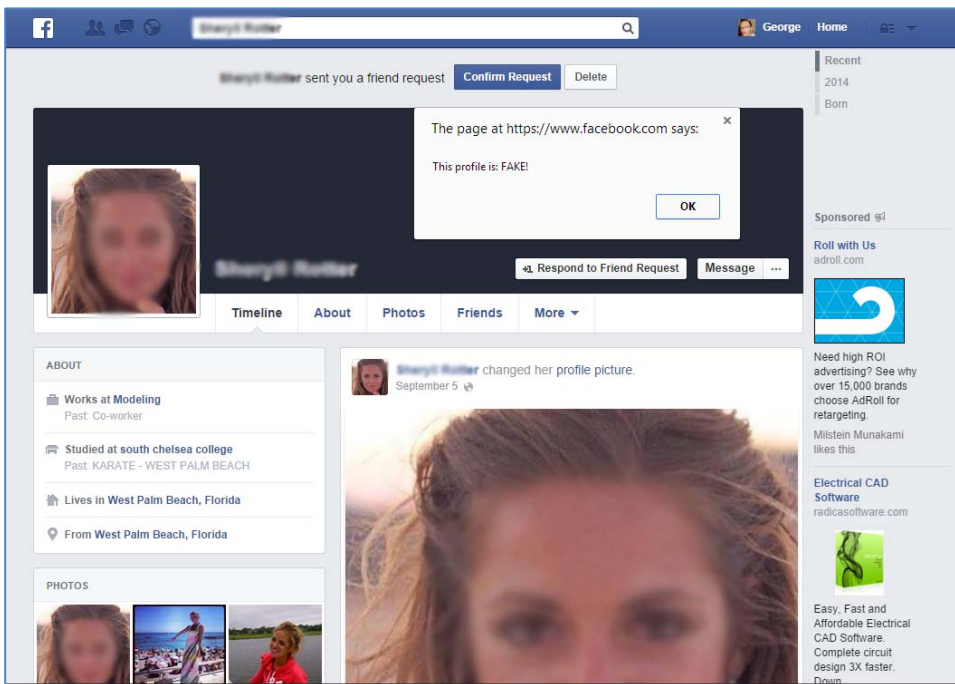 f
George Home
sent you a friend request Confirm Request Delete
The page at https://www.facebook.com says:
This profile is: FAKE!
OK
+1 Respond to Friend Request Message ...
Timeline About Photos Friends More
Recent
2014
Born
ABOUT
Works at Modeling
Past: Co-worker
Studied at south chelsea college
Past: KARATE - WEST PALM BEACH
Lives in West Palm Beach, Florida
From West Palm Beach, Florida
PHOTOS
changed her profile picture.
September 5
Sponsored
Roll with Us
adroll.com
Need high ROI
advertising? See why
over 15,000 brands
choose AdRoll for
retargeting.
Milstein Munakami
likes this
Electrical CAD
Software
radicasoftware.com
Easy, Fast and
Affordable Electrical
CAD Software.
Complete circuit
design 3X faster.
Down